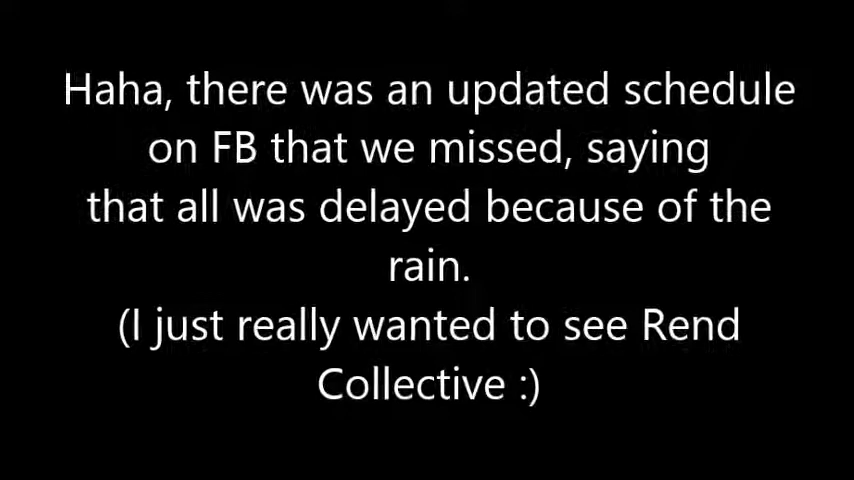 Haha, there was an updated schedule
on FB that we missed, saying
that all was delayed because of the
rain.
(I just really wanted to see Rend
Collective :)